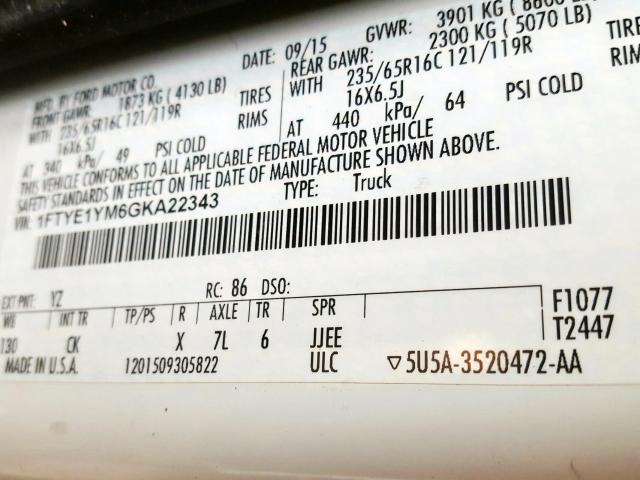 MFD. BY FORD MOTOR CO.
DATE: 09/15 GVWR: 3901 KG ( 8600 LB)
FRONT GAWR: 1873 KG ( 4130 LB)
REAR GAWR: 2300 KG ( 5070 LB)
WITH 235/65R16C 121/119R TIRES
WITH 235/65R16C 121/119R TIRES
16X6.5J RIMS
16X6.5J RIMS
AT 340 kPa/ 49 PSI COLD
AT 440 kPa/ 64 PSI COLD
THIS VEHICLE CONFORMS TO ALL APPLICABLE FEDERAL MOTOR VEHICLE
SAFETY STANDARDS IN EFFECT ON THE DATE OF MANUFACTURE SHOWN ABOVE.
VIN: 1FTYE1YM6GKA22343
TYPE: Truck
EXT PNT: YZ RC: 86 DSO:
WB INT TR TP/PS R AXLE TR SPR
130 CK X 7L 6 JJEE
F1077
T2447
MADE IN U.S.A. 1201509305822 ULC ▽5U5A-3520472-AA